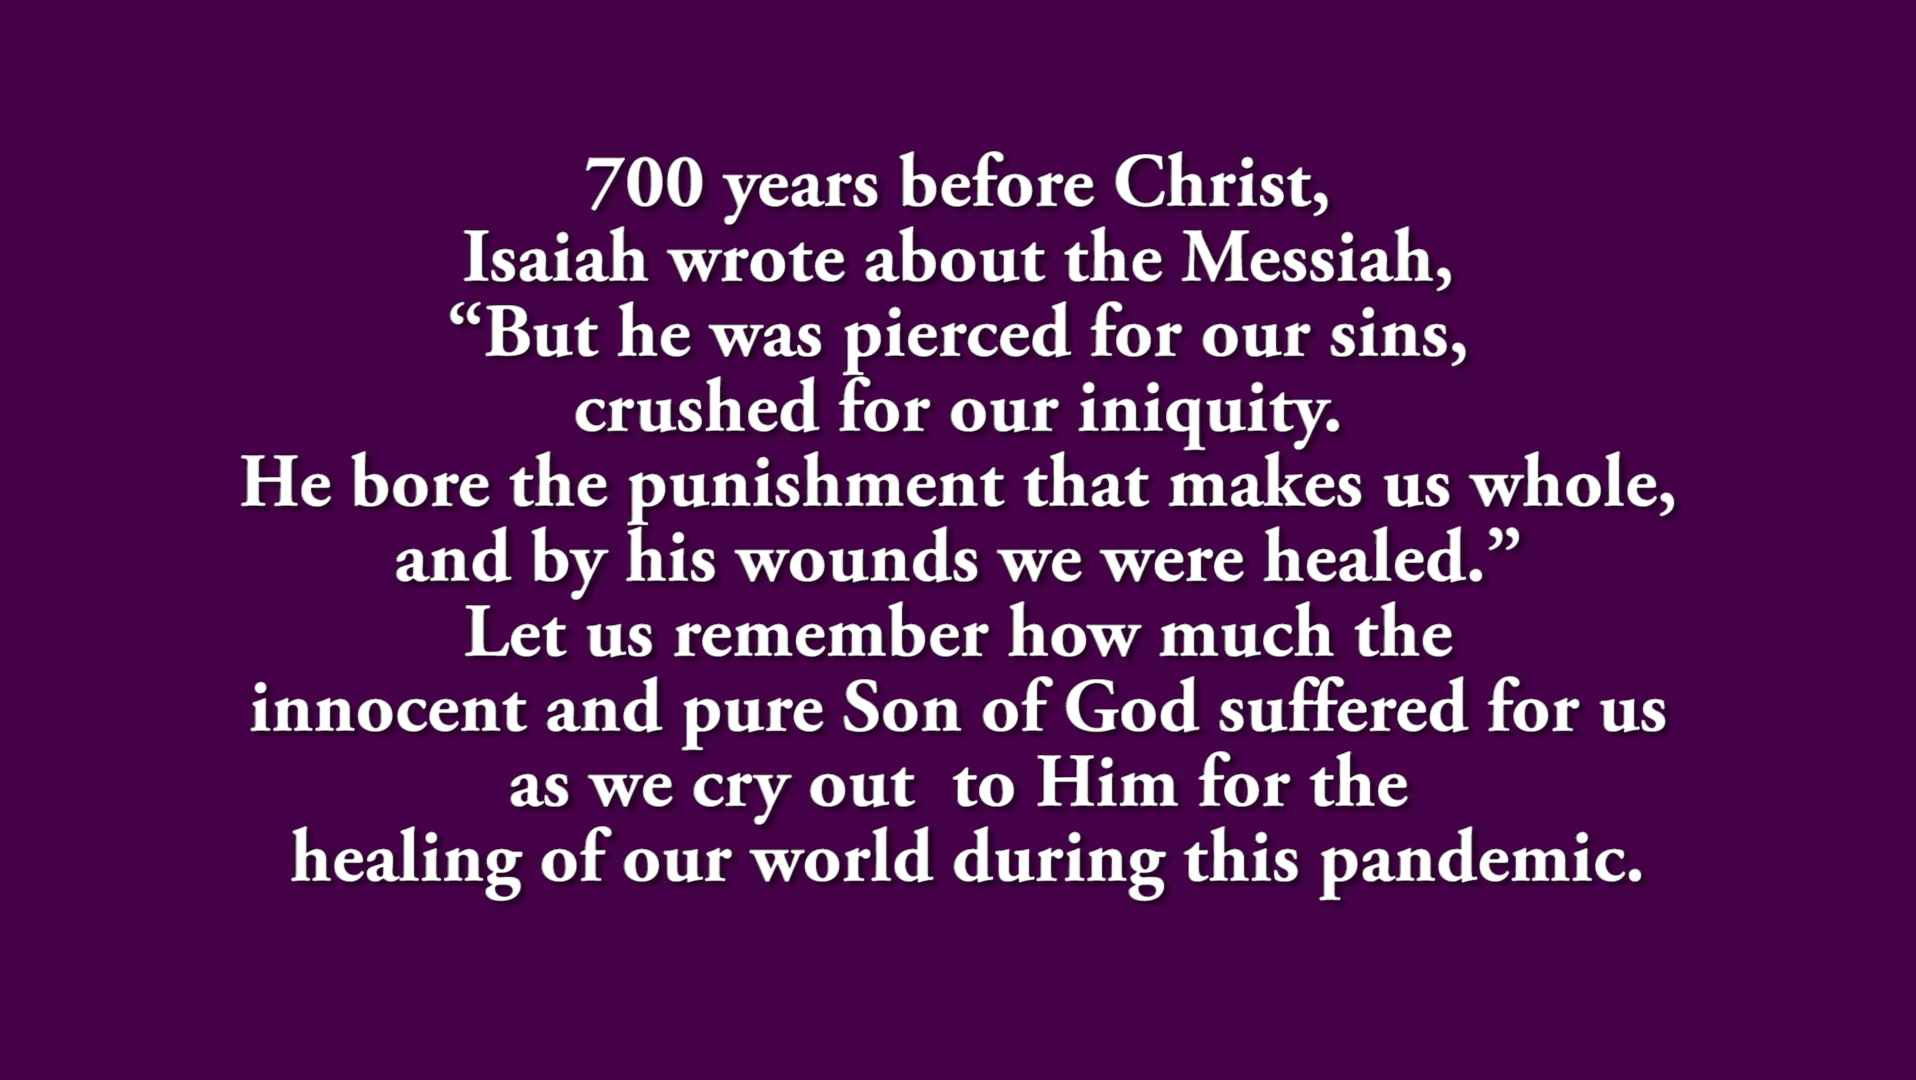 700 years before Christ,
Isaiah wrote about the Messiah,
“But he was pierced for our sins,
crushed for our iniquity.
He bore the punishment that makes us whole,
and by his wounds we were healed.”
Let us remember how much the
innocent and pure Son of God suffered for us
as we cry out  to Him for the
healing of our world during this pandemic.